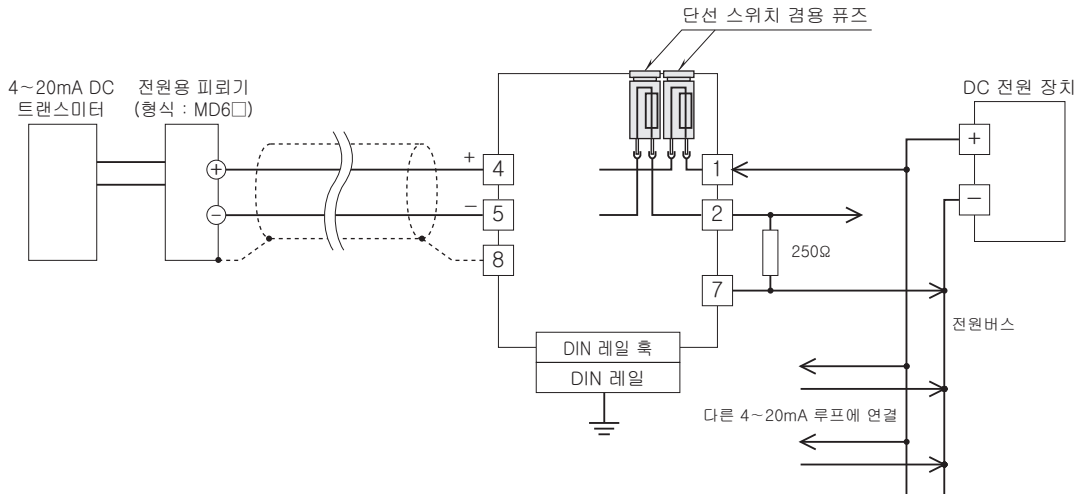 단선 스위치 겸용 퓨즈
4~20mA DC
트랜스미터
전원용 피뢰기
(형식 : MD6□)
DC 전원 장치
+
−
+
−
+
−
4
5
8
1
2
7
250Ω
전원버스
DIN 레일 훅
DIN 레일
다른 4~20mA 루프에 연결